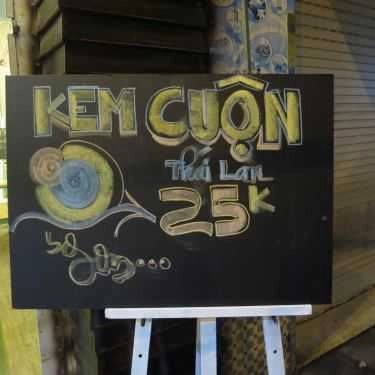 KEM CUỘN
Thái Lan
25K